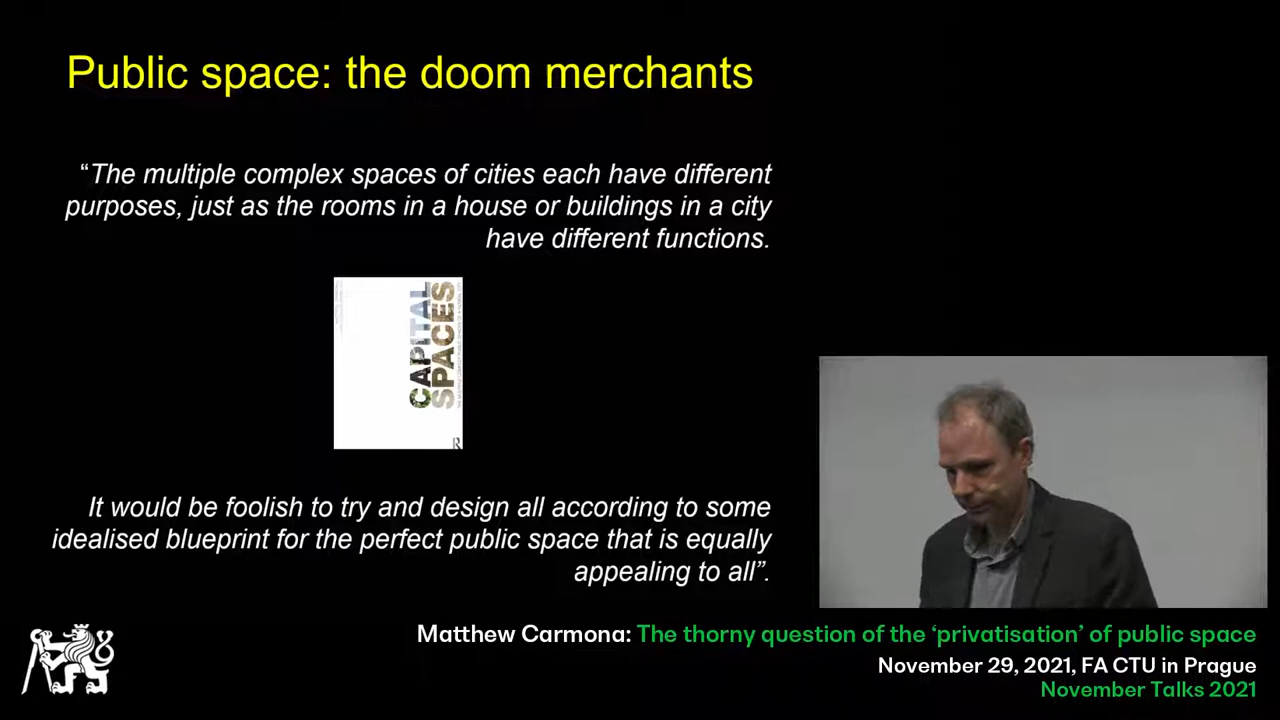 Public space: the doom merchants
“The multiple complex spaces of cities each have different
purposes, just as the rooms in a house or buildings in a city
have different functions.
CAPITAL
SPACES
It would be foolish to try and design all according to some
idealised blueprint for the perfect public space that is equally
appealing to all”.
Matthew Carmona: The thorny question of the ‘privatisation’ of public space
November 29, 2021, FA CTU in Prague
November Talks 2021